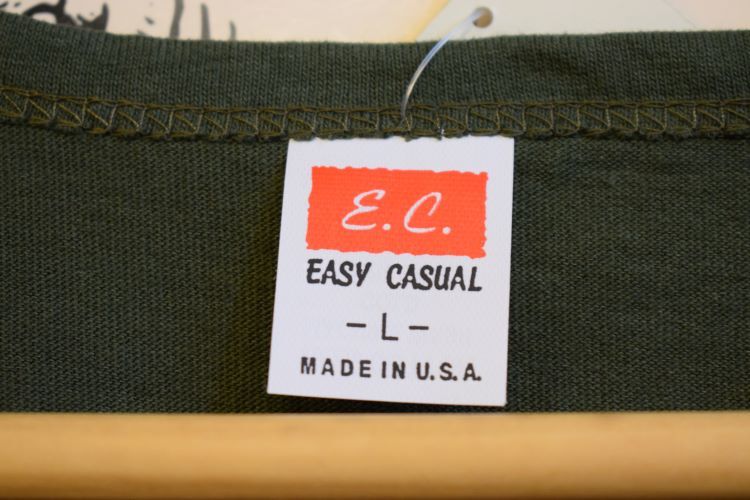 E.C.
EASY CASUAL
- L -
MADE IN U.S.A.